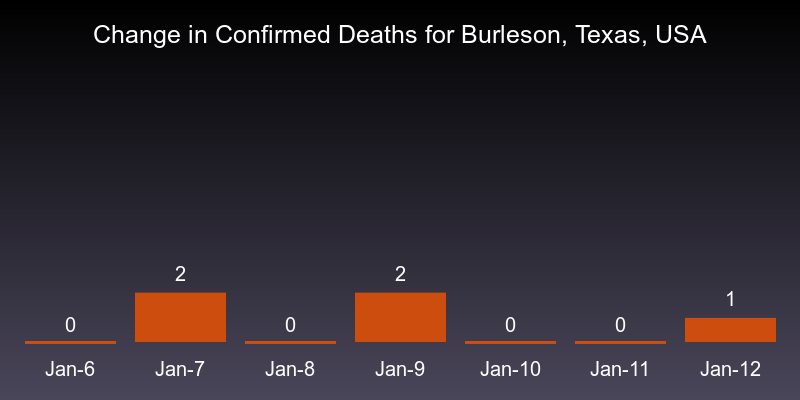 Change in Confirmed Deaths for Burleson, Texas, USA
0 2 0 2 0 0 1
Jan-6 Jan-7 Jan-8 Jan-9 Jan-10 Jan-11 Jan-12